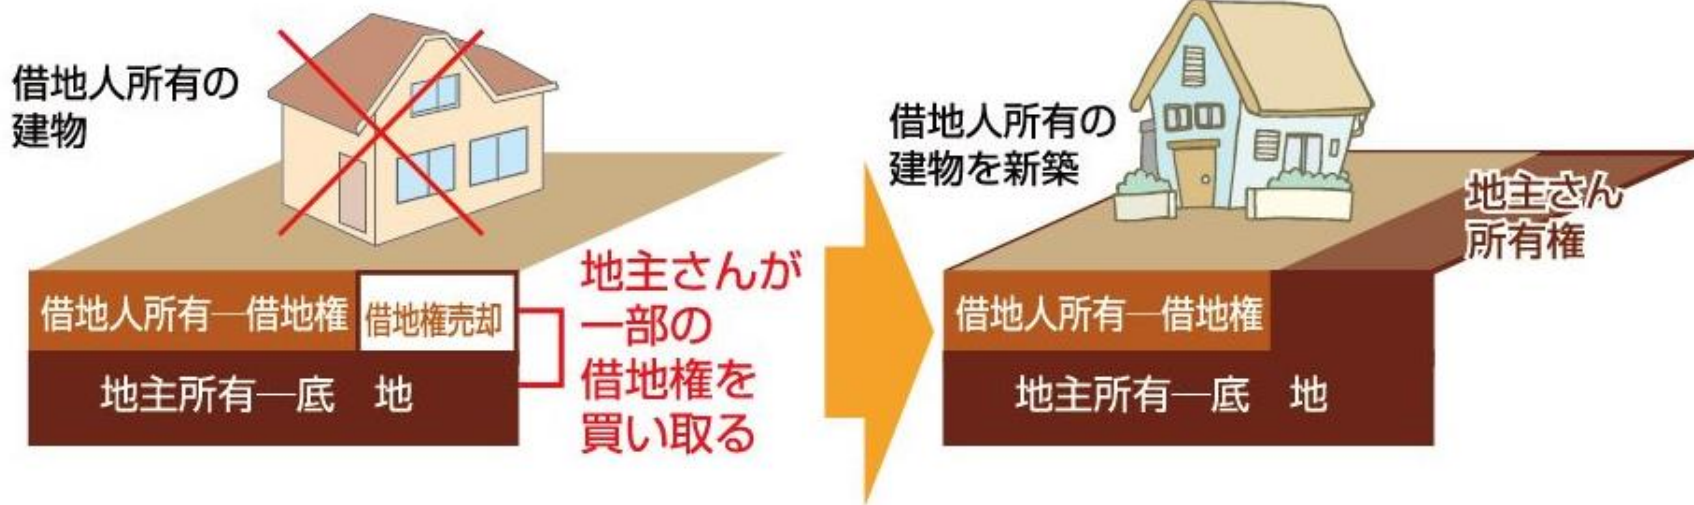 借地人所有の
建物
借地人所有―借地権
借地権売却
地主所有―底　地
地主さんが
一部の
借地権を
買い取る
借地人所有の
建物を新築
地主さん
所有権
借地人所有―借地権
地主所有―底　地